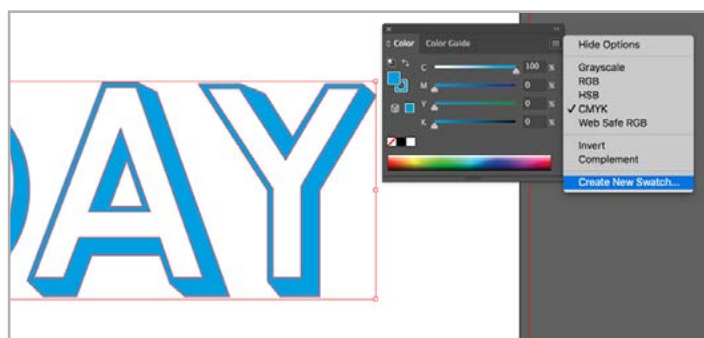 DAY
Color Color Guide
C 100 %
M 0 %
Y 0 %
K 0 %
Hide Options
Grayscale
RGB
HSB
✓ CMYK
Web Safe RGB
Invert
Complement
Create New Swatch...